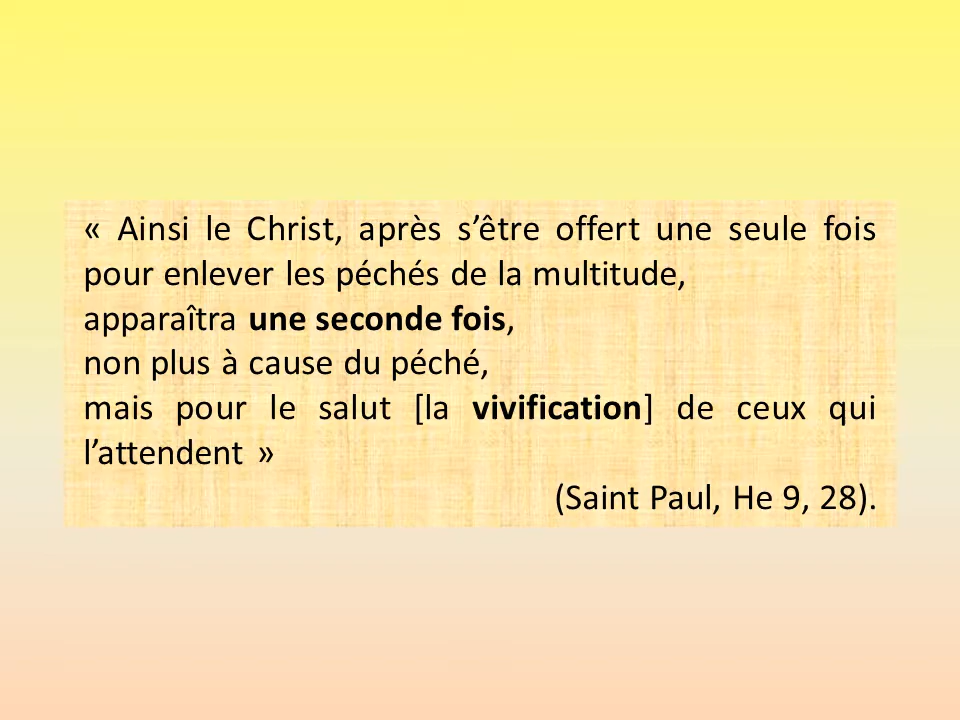 « Ainsi le Christ, après s’être offert une seule fois
pour enlever les péchés de la multitude,
apparaîtra une seconde fois,
non plus à cause du péché,
mais pour le salut [la vivification] de ceux qui
l’attendent »
(Saint Paul, He 9, 28).